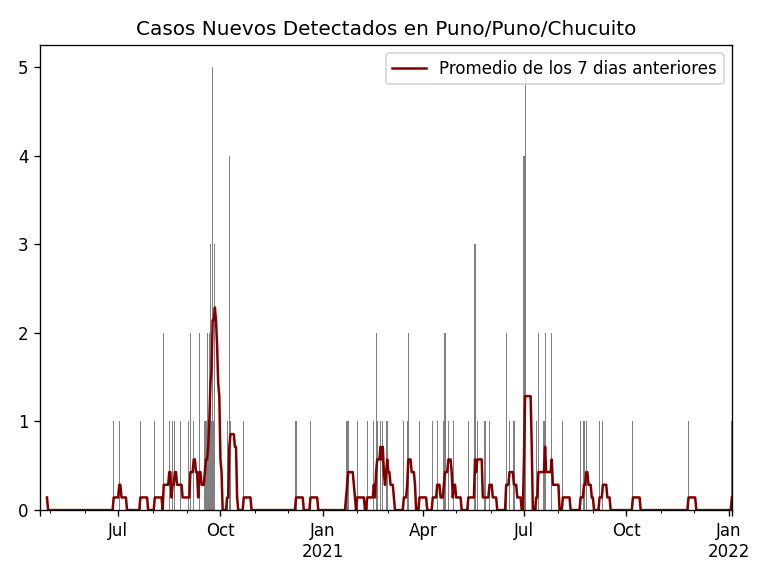 Casos Nuevos Detectados en Puno/Puno/Chucuito
Promedio de los 7 dias anteriores
5
4
3
2
1
0
Jul
Oct
Jan
2021
Apr
Jul
Oct
Jan
2022